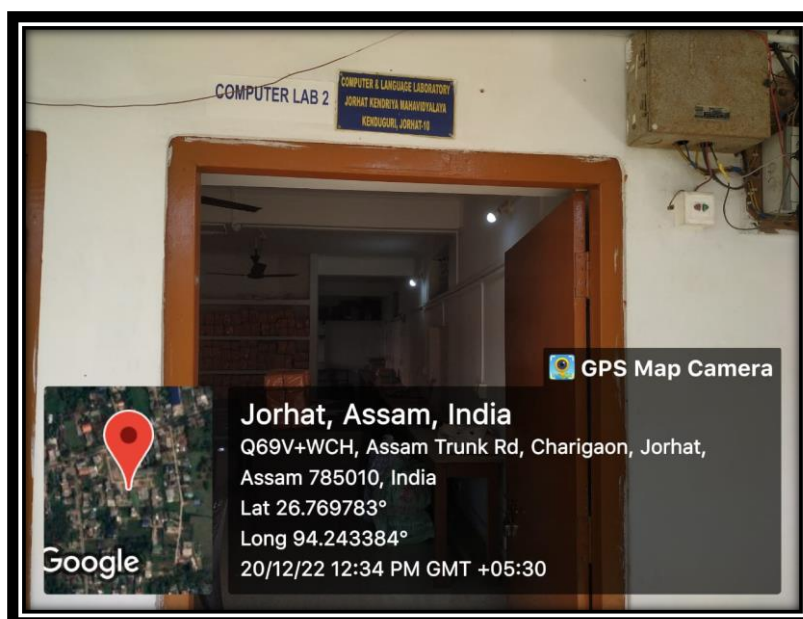 COMPUTER LAB 2
COMPUTER & LANGUAGE LABORATORY
JORHAT KENDRIYA MAHAVIDYALAYA
KENDUGURI, JORHAT-10
GPS Map Camera
Jorhat, Assam, India
Q69V+WCH, Assam Trunk Rd, Charigaon, Jorhat,
Assam 785010, India
Lat 26.769783°
Long 94.243384°
20/12/22 12:34 PM GMT +05:30
Google